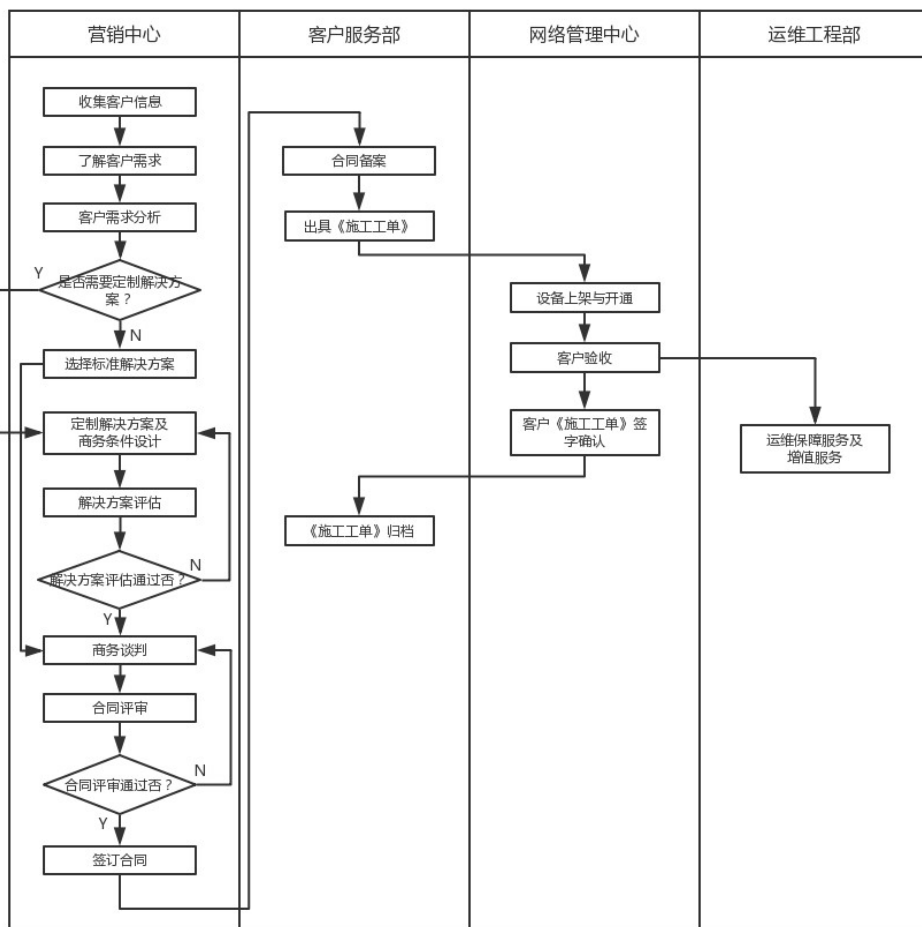 营销中心
客户服务部
网络管理中心
运维工程部
收集客户信息
了解客户需求
客户需求分析
Y
是否需要定制解决方
案？
N
选择标准解决方案
定制解决方案及
商务条件设计
解决方案评估
解决方案评估通过否？
N
Y
商务谈判
合同评审
合同评审通过否？
N
Y
签订合同
合同备案
出具《施工工单》
《施工工单》归档
设备上架与开通
客户验收
客户《施工工单》签
字确认
运维保障服务及
增值服务